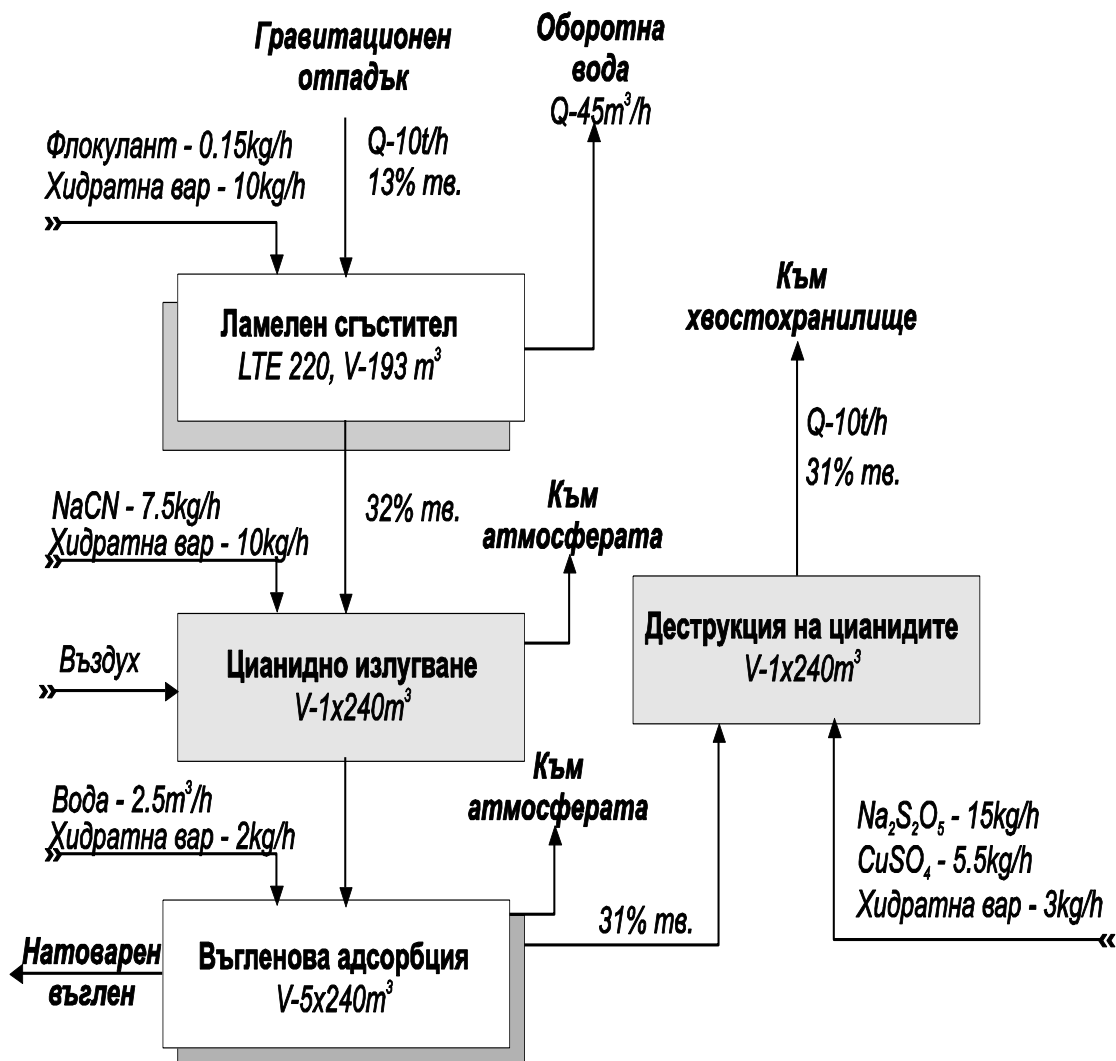 Гравитационен
отпадък
Оборотна
вода
Q-45m³/h
Флокулант - 0.15kg/h
Хидратна вар - 10kg/h
Q-10t/h
13% тв.
Ламелен сгъстител
LTE 220, V-193 m³
Към
хвостохранилище
Q-10t/h
31% тв.
NaCN - 7.5kg/h
Хидратна вар - 10kg/h
32% тв.
Към
атмосферата
Въздух
Цианидно излугване
V-1x240m³
Деструкция на цианидите
V-1x240m³
Вода - 2.5m³/h
Хидратна вар - 2kg/h
Към
атмосферата
Na₂S₂O₅ - 15kg/h
CuSO₄ - 5.5kg/h
Хидратна вар - 3kg/h
31% тв.
Натоварен
въглен
Въгленова адсорбция
V-5x240m³